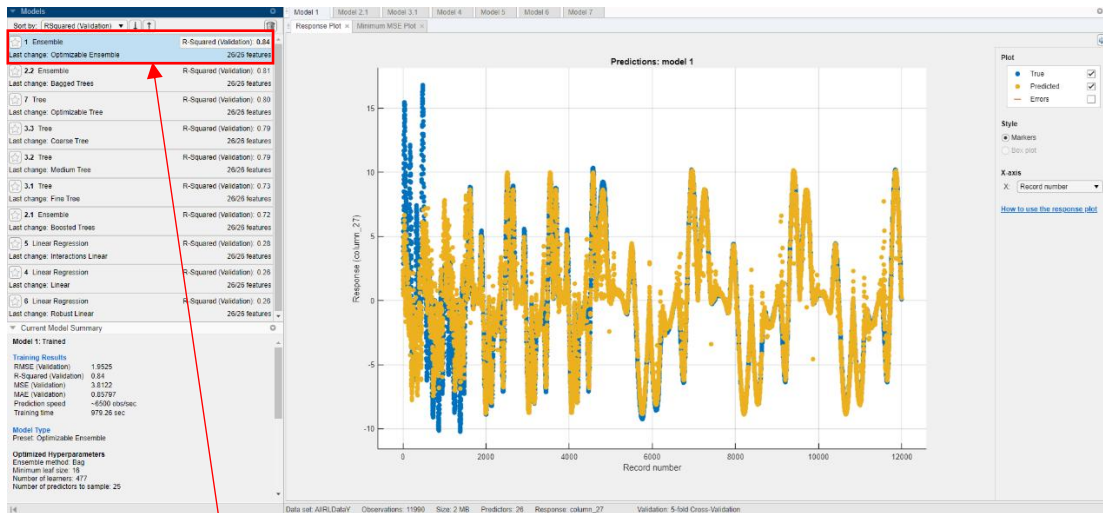 Models
Sort by: RSquared (Validation)
1 Ensemble R-Squared (Validation): 0.84
Last change: Optimizable Ensemble 26/26 features
2.2 Ensemble R-Squared (Validation): 0.81
Last change: Bagged Trees 26/26 features
7 Tree R-Squared (Validation): 0.80
Last change: Optimizable Tree 26/26 features
3.3 Tree R-Squared (Validation): 0.79
Last change: Coarse Tree 26/26 features
3.2 Tree R-Squared (Validation): 0.79
Last change: Medium Tree 26/26 features
3.1 Tree R-Squared (Validation): 0.73
Last change: Fine Tree 26/26 features
2.1 Ensemble R-Squared (Validation): 0.72
Last change: Boosted Trees 26/26 features
5 Linear Regression R-Squared (Validation): 0.28
Last change: Interactions Linear 26/26 features
4 Linear Regression R-Squared (Validation): 0.26
Last change: Linear 26/26 features
6 Linear Regression R-Squared (Validation): 0.26
Last change: Robust Linear 26/26 features
Current Model Summary
Model 1: Trained
Training Results
RMSE (Validation) 1.9525
R-Squared (Validation) 0.84
MSE (Validation) 3.8122
MAE (Validation) 0.85797
Prediction speed ~6500 obs/sec
Training time 979.26 sec
Model Type
Preset: Optimizable Ensemble
Optimized Hyperparameters
Ensemble method: Bag
Minimum leaf size: 16
Number of learners: 477
Number of predictors to sample: 25
Model 1 Model 2.1 Model 3.1 Model 4 Model 5 Model 6 Model 7
Response Plot Minimum MSE Plot
Predictions: model 1
Response (column_27)
15
10
5
0
-5
-10
0 2000 4000 6000 8000 10000 12000
Record number
Plot
True
Predicted
Errors
Style
Markers
Box plot
X-axis
X: Record number
How to use the response plot
Data set: AIRLDataY Observations: 11990 Size: 2 MB Predictors: 26 Response: column_27 Validation: 5-fold Cross-Validation